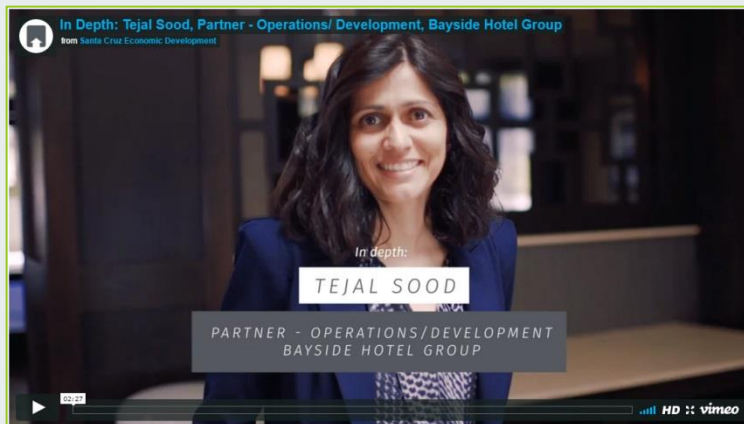 In Depth: Tejal Sood, Partner - Operations/ Development, Bayside Hotel Group
from Santa Cruz Economic Development
In depth:
TEJAL SOOD
PARTNER - OPERATIONS/DEVELOPMENT
BAYSIDE HOTEL GROUP
02:27
HD vimeo